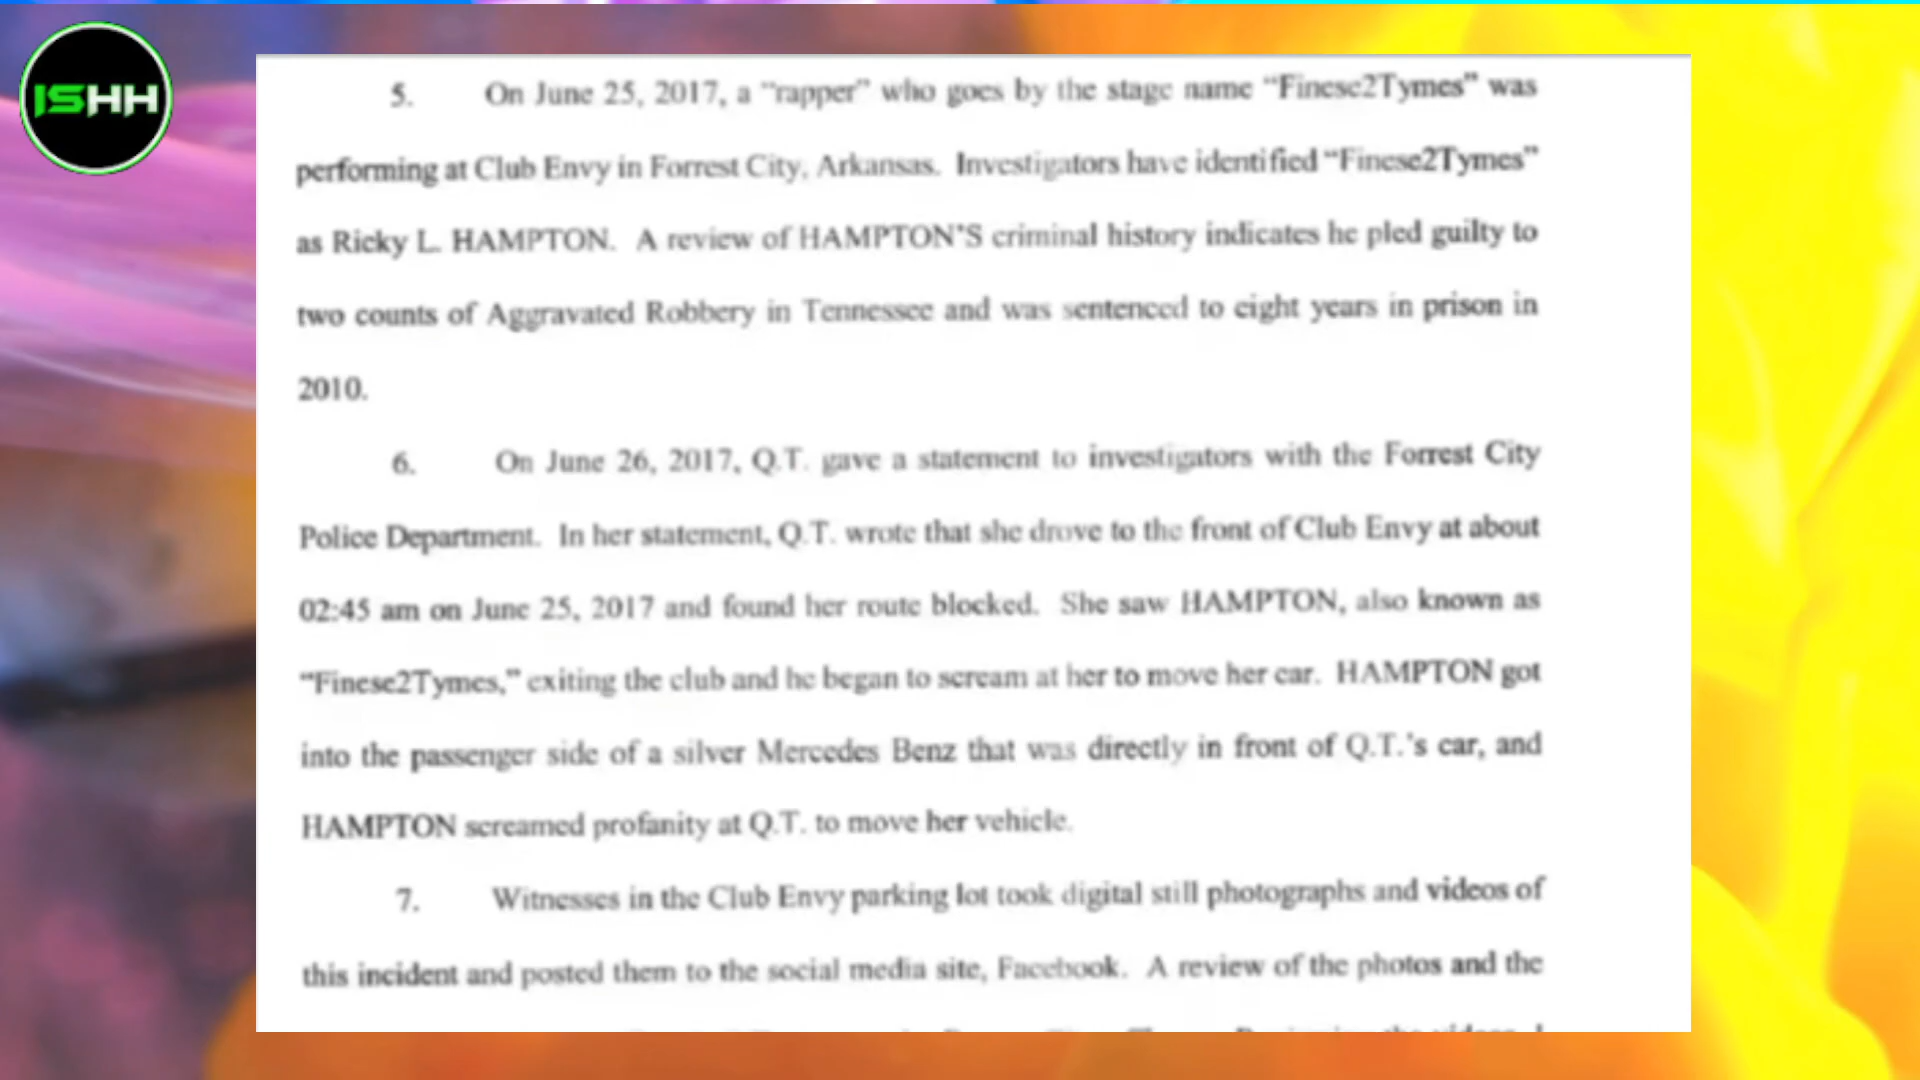 ISHH
5. On June 25, 2017, a “rapper” who goes by the stage name “Finese2Tymes” was
performing at Club Envy in Forrest City, Arkansas. Investigators have identified “Finese2Tymes”
as Ricky L. HAMPTON. A review of HAMPTON’S criminal history indicates he pled guilty to
two counts of Aggravated Robbery in Tennessee and was sentenced to eight years in prison in
2010.
6. On June 26, 2017, Q.T. gave a statement to investigators with the Forrest City
Police Department. In her statement, Q.T. wrote that she drove to the front of Club Envy at about
02:45 am on June 25, 2017 and found her route blocked. She saw HAMPTON, also known as
“Finese2Tymes,” exiting the club and he began to scream at her to move her car. HAMPTON got
into the passenger side of a silver Mercedes Benz that was directly in front of Q.T.’s car, and
HAMPTON screamed profanity at Q.T. to move her vehicle.
7. Witnesses in the Club Envy parking lot took digital still photographs and videos of
this incident and posted them to the social media site, Facebook. A review of the photos and the